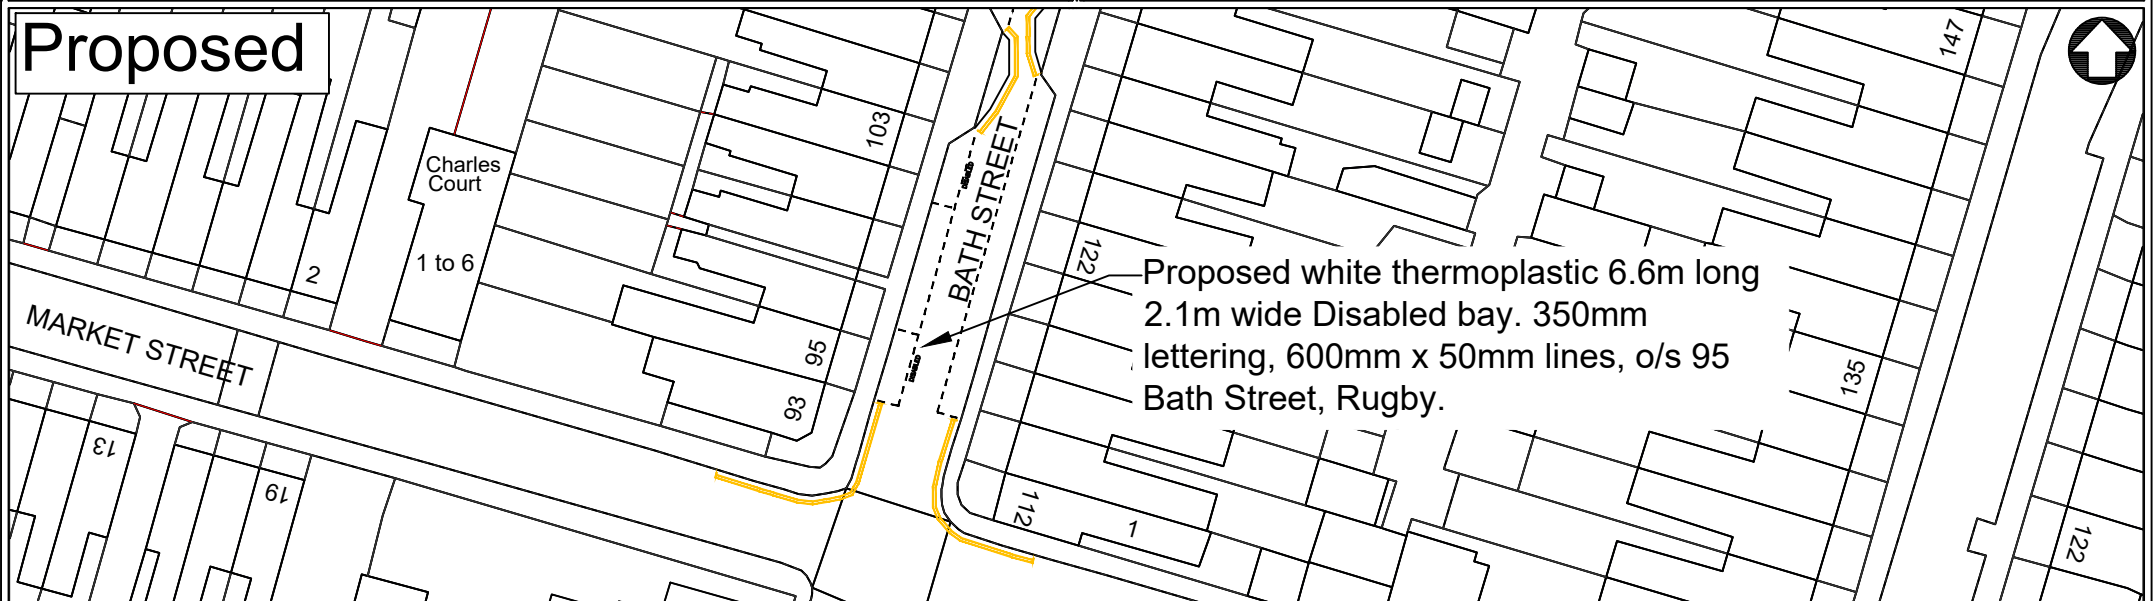 Proposed
147
103
Charles
Court
BATH STREET
122
2
1 to 6
Proposed white thermoplastic 6.6m long
2.1m wide Disabled bay. 350mm
lettering, 600mm x 50mm lines, o/s 95
Bath Street, Rugby.
MARKET STREET
95
135
93
13
19
112
1
122